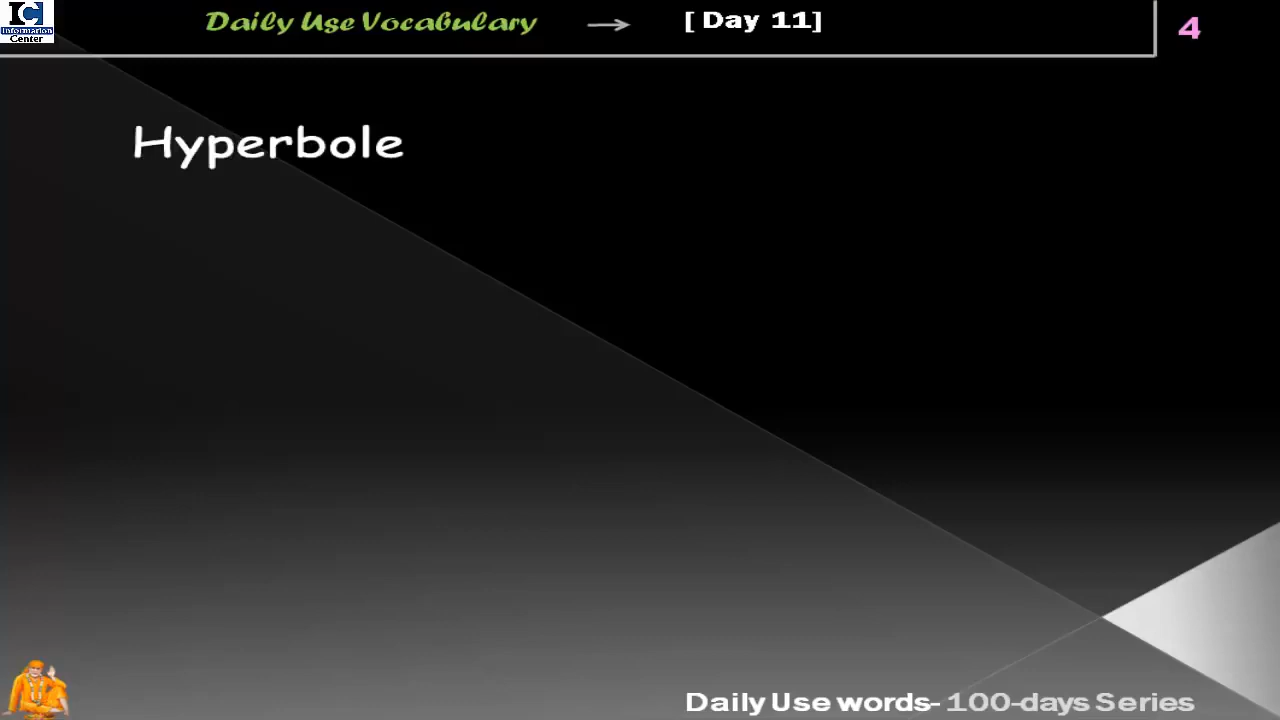 IC
Information
Center
Daily Use Vocabulary → [ Day 11]
4
Hyperbole
Daily Use words- 100-days Series